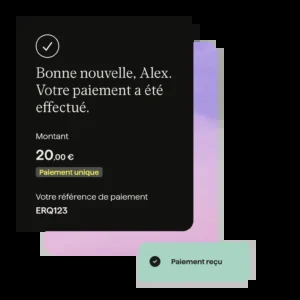 Bonne nouvelle, Alex.
Votre paiement a été
effectué.
Montant
20,00 €
Paiement unique
Votre référence de paiement
ERQ123
Paiement reçu